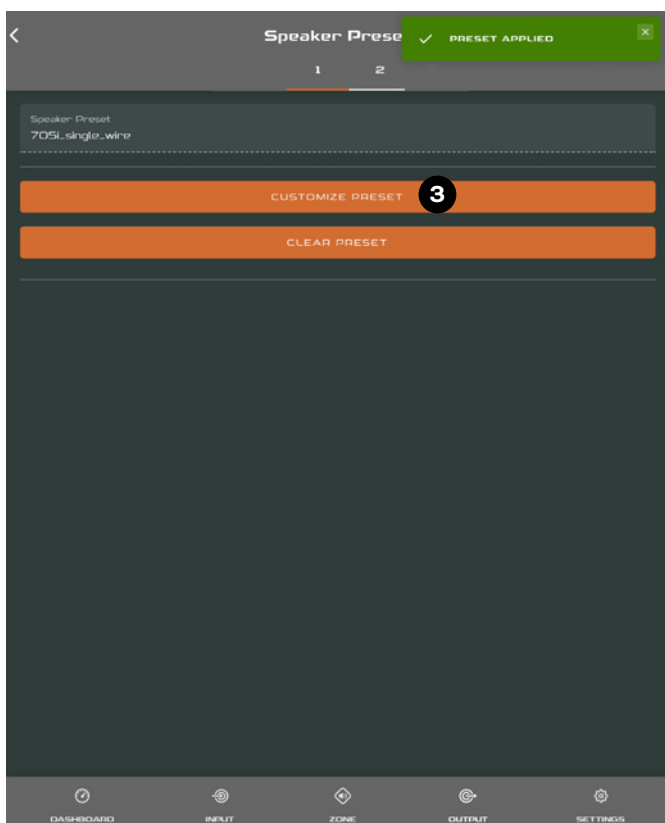 Speaker Prese
PRESET APPLIED
1 2
Speaker Preset
705i_single_wire
CUSTOMIZE PRESET 3
CLEAR PRESET
DASHBOARD INPUT ZONE OUTPUT SETTINGS